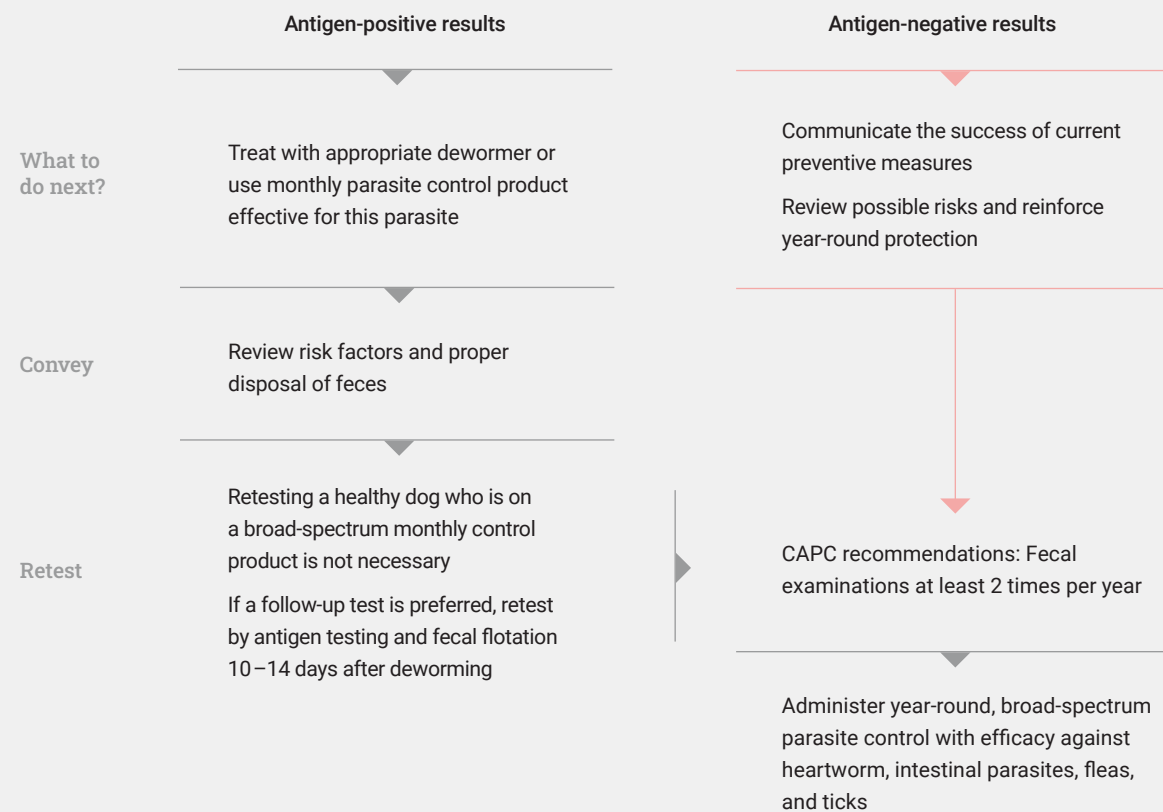 Antigen-positive results
Antigen-negative results
What to
do next?
Treat with appropriate dewormer or
use monthly parasite control product
effective for this parasite
Communicate the success of current
preventive measures
Review possible risks and reinforce
year-round protection
Convey
Review risk factors and proper
disposal of feces
Retest
Retesting a healthy dog who is on
a broad-spectrum monthly control
product is not necessary
If a follow-up test is preferred, retest
by antigen testing and fecal flotation
10–14 days after deworming
CAPC recommendations: Fecal
examinations at least 2 times per year
Administer year-round, broad-spectrum
parasite control with efficacy against
heartworm, intestinal parasites, fleas,
and ticks